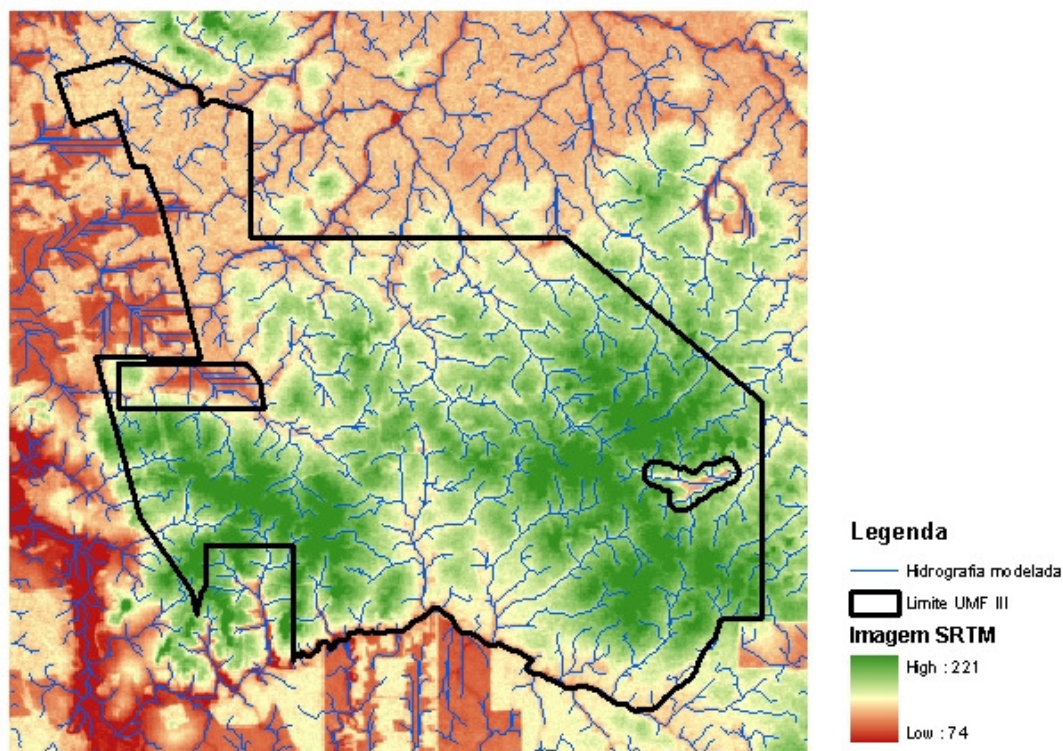 Legenda
Hidrografia modelada
Limite UMF III
Imagem SRTM
High : 221
Low : 74